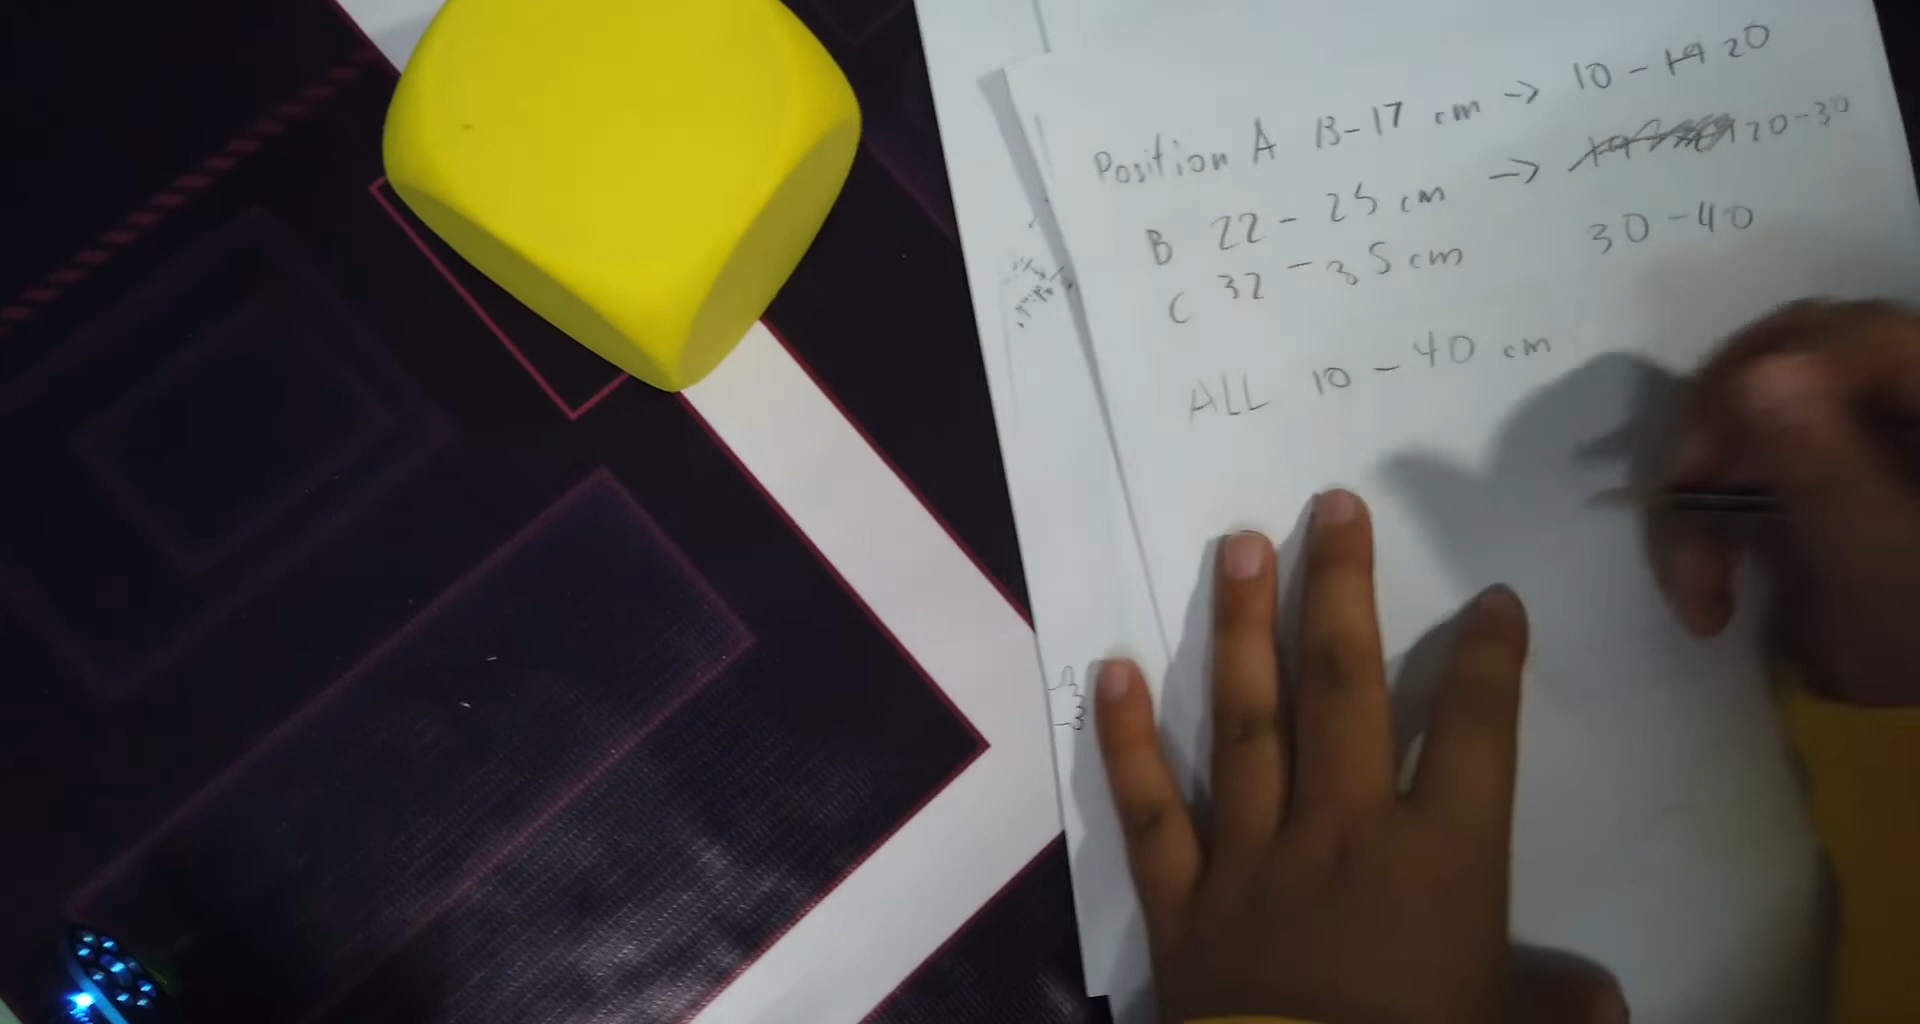 Position A 13-17 cm → 10 - 19 20
B 22 - 25 cm → 20-30
C 32 - 35 cm 30 - 40
ALL 10 - 40 cm